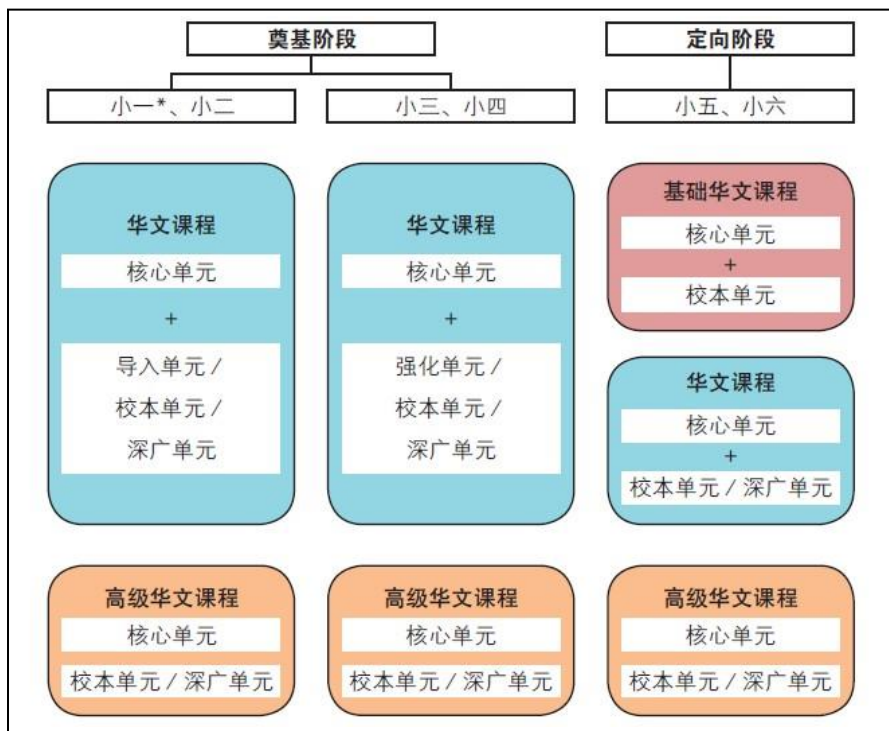 奠基阶段
定向阶段
小一*、小二
小三、小四
小五、小六
华文课程
核心单元
+
导入单元 /
校本单元 /
深广单元
华文课程
核心单元
+
强化单元 /
校本单元 /
深广单元
基础华文课程
核心单元
+
校本单元
华文课程
核心单元
+
校本单元 / 深广单元
高级华文课程
核心单元
校本单元 / 深广单元
高级华文课程
核心单元
校本单元 / 深广单元
高级华文课程
核心单元
校本单元 / 深广单元